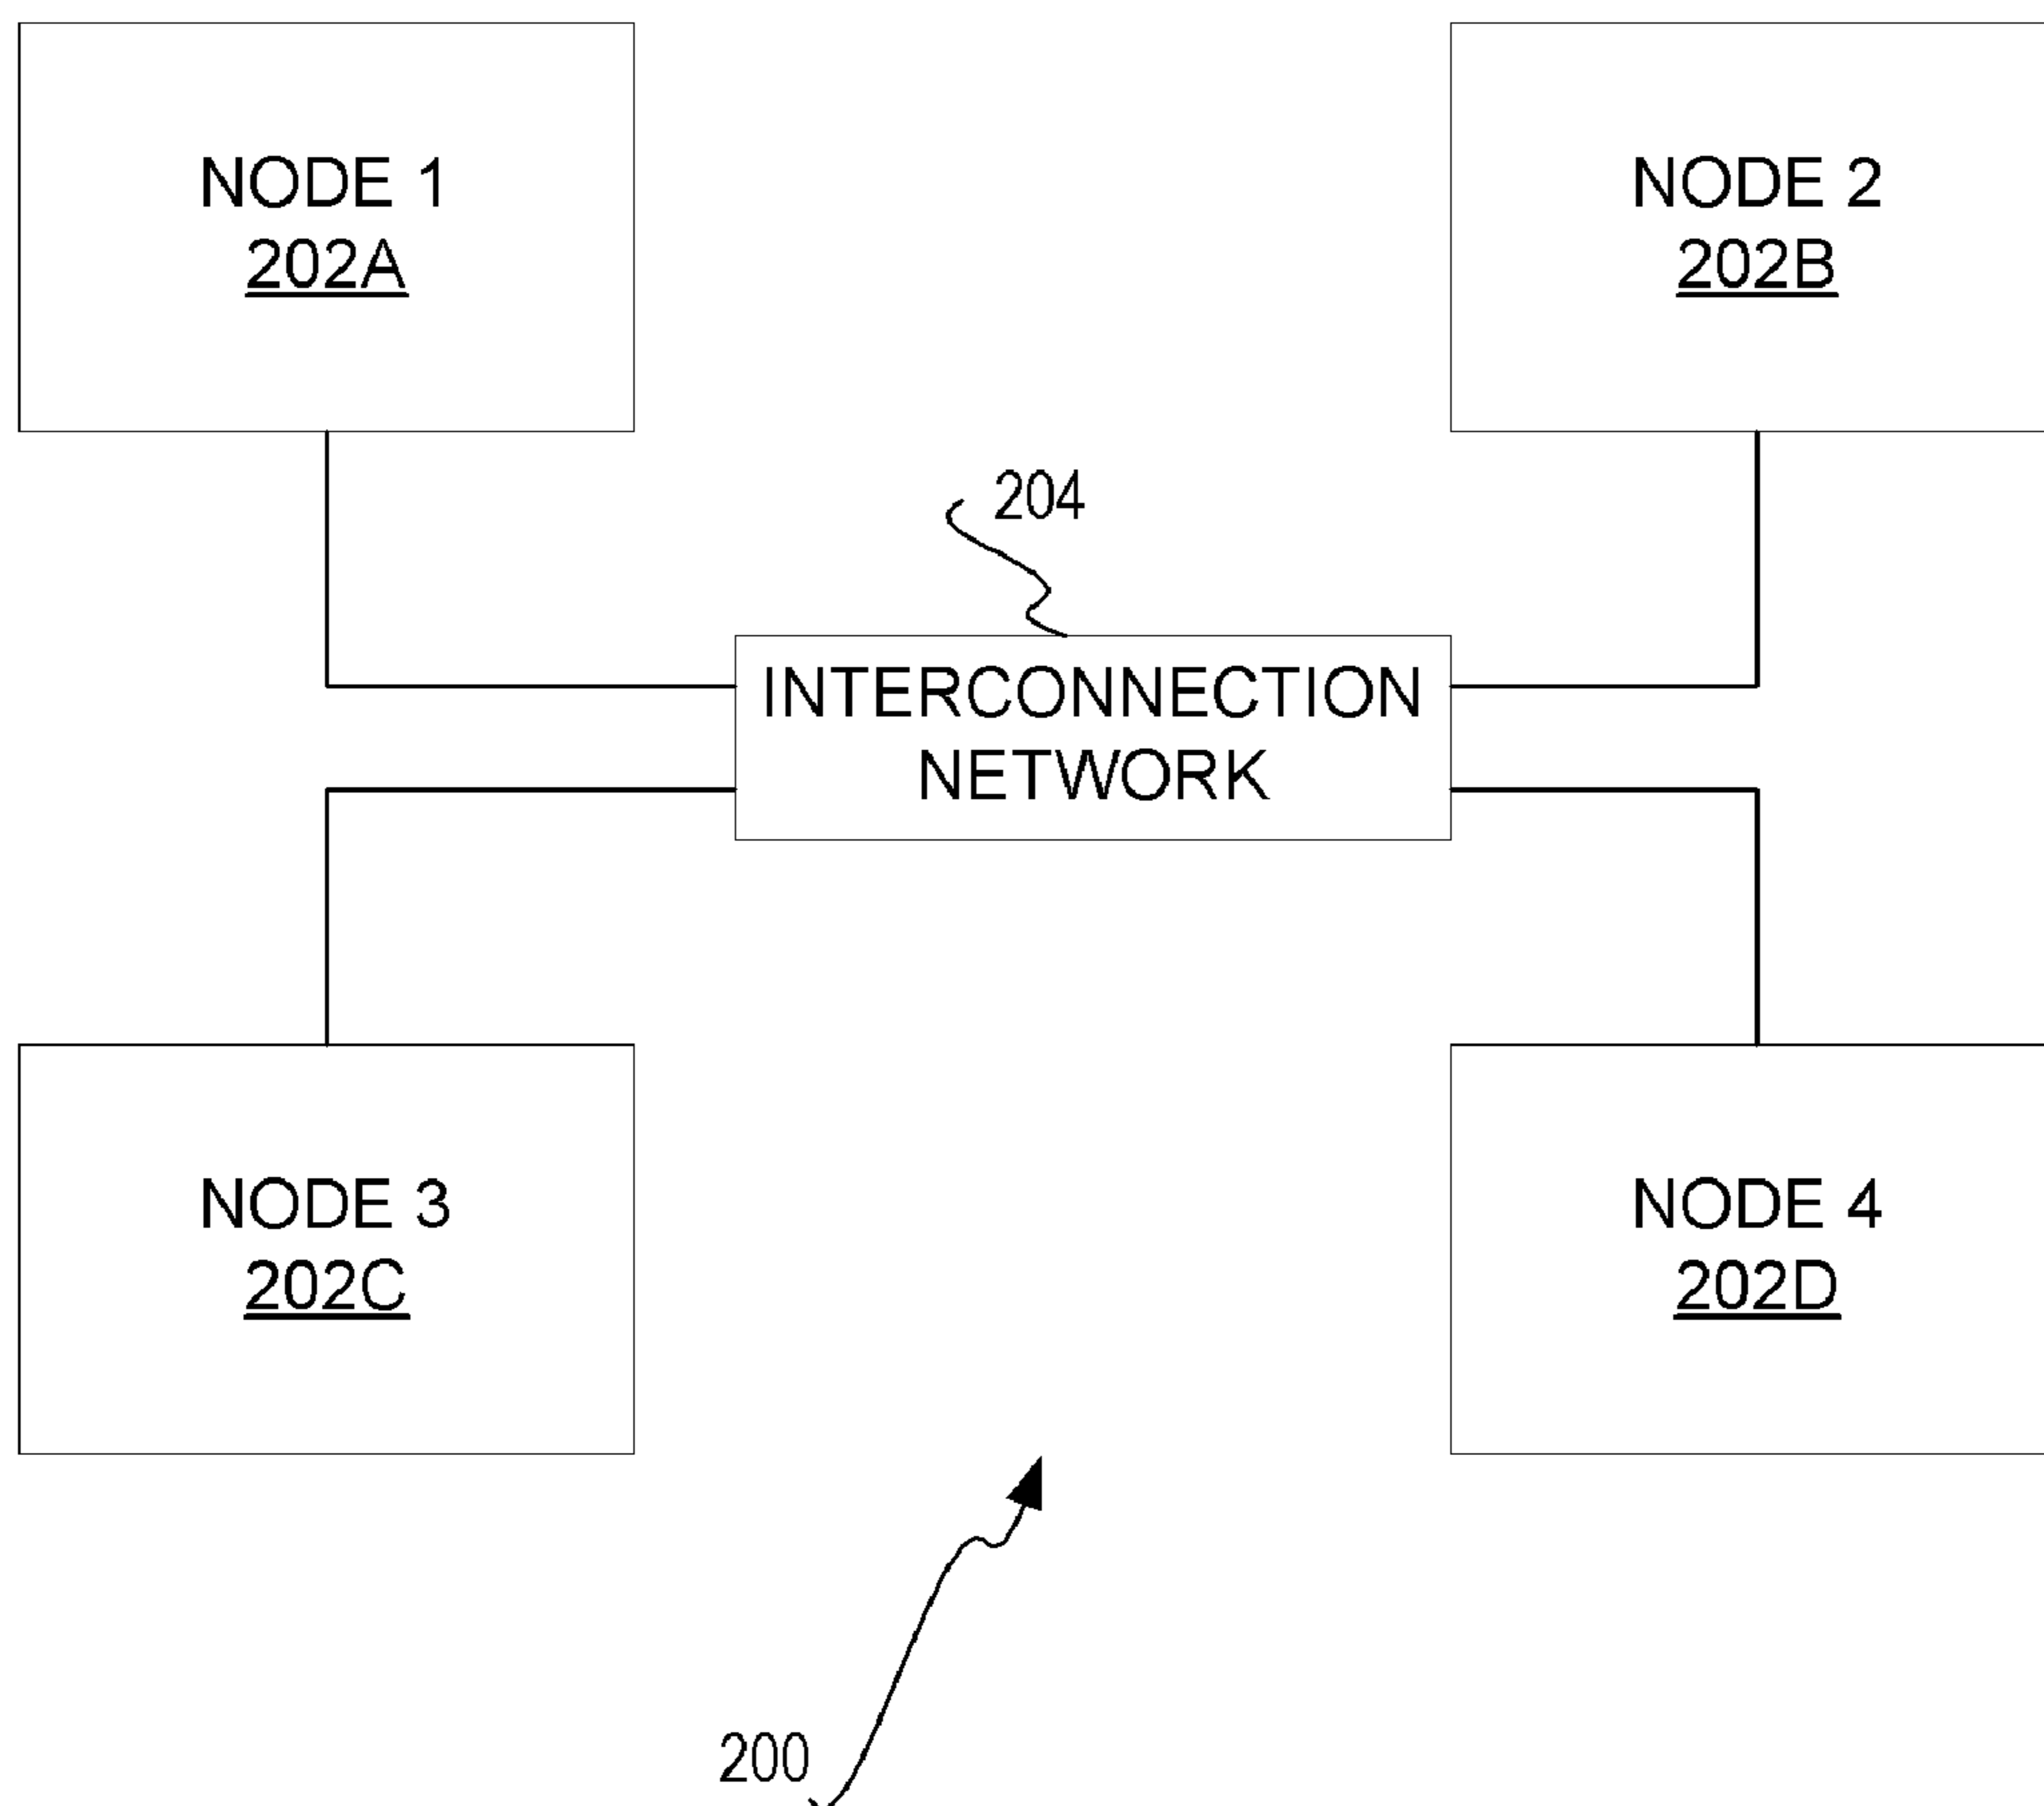 NODE 1
202A
NODE 2
202B
204
INTERCONNECTION
NETWORK
NODE 3
202C
NODE 4
202D
200